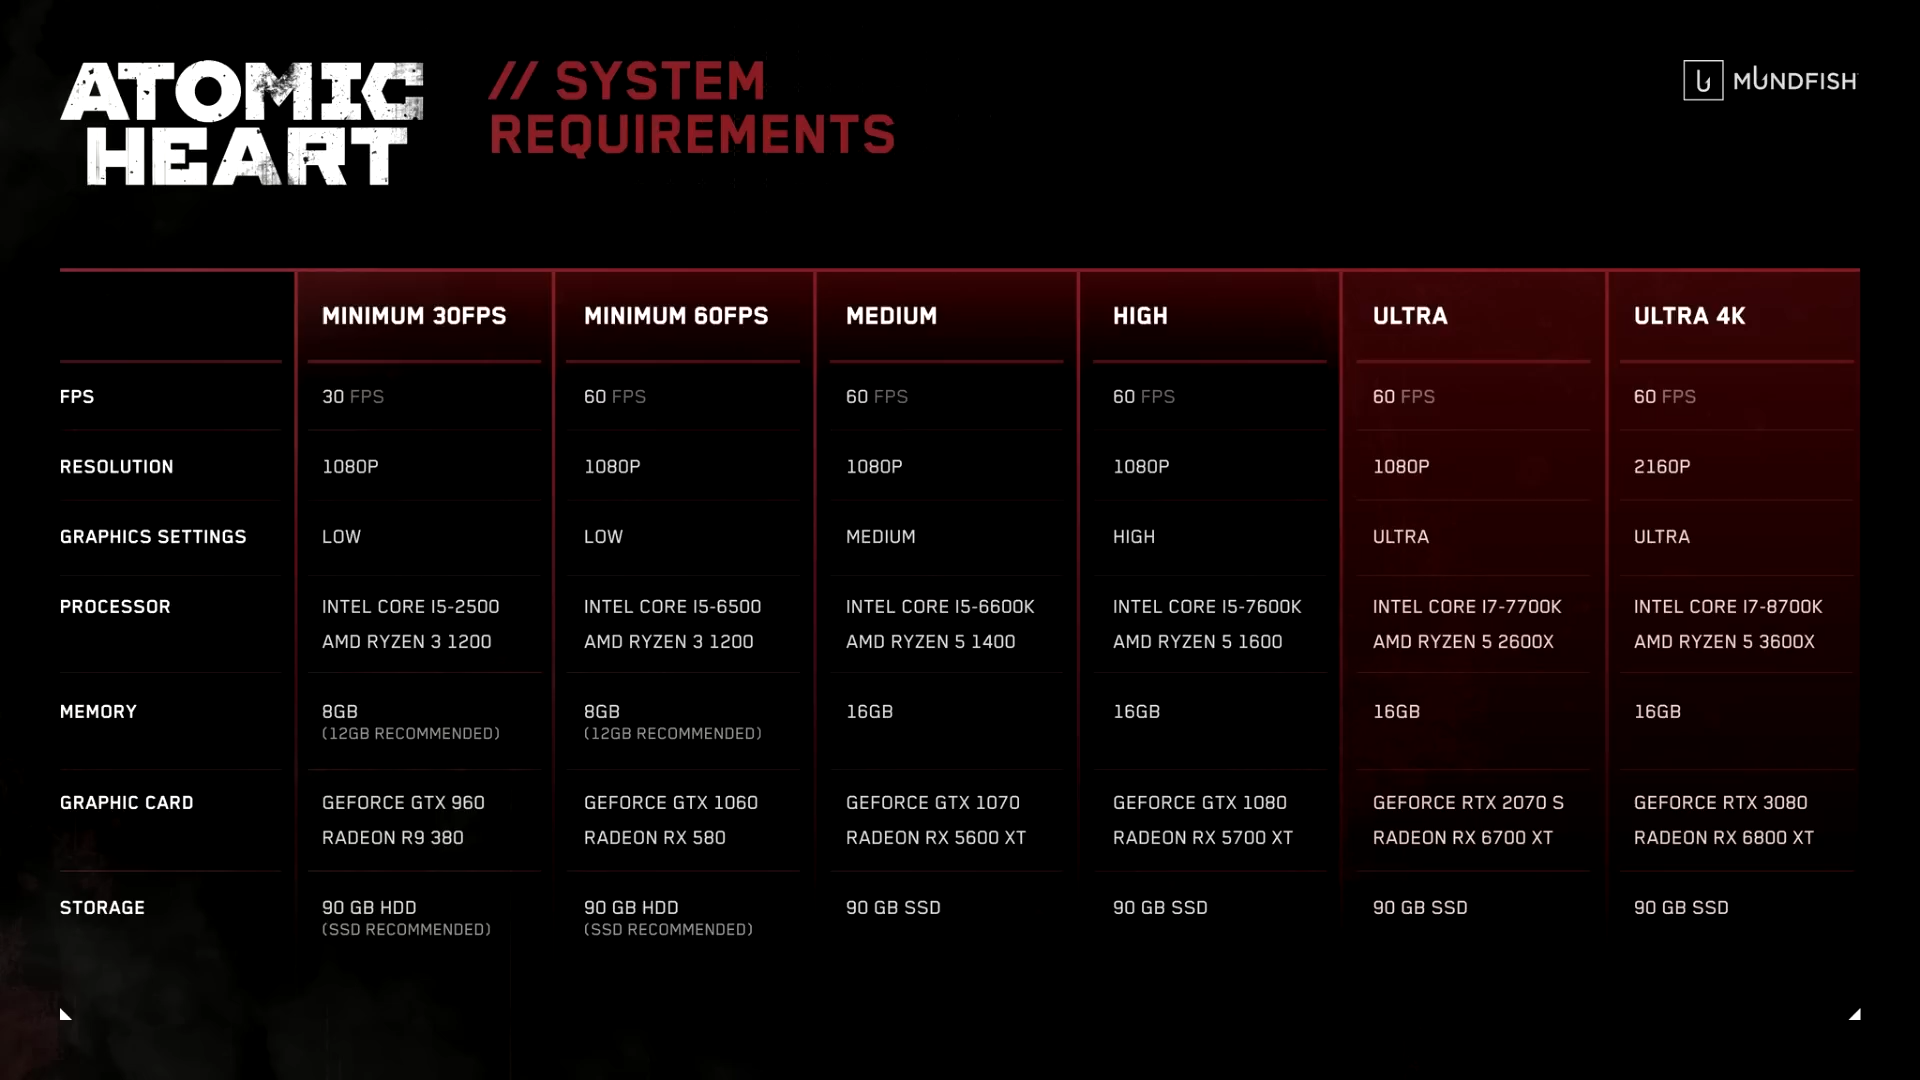 ATOMIC
HEART
// SYSTEM
REQUIREMENTS
MUNDFISH
MINIMUM 30FPS MINIMUM 60FPS MEDIUM HIGH ULTRA ULTRA 4K
FPS 30 FPS 60 FPS 60 FPS 60 FPS 60 FPS 60 FPS
RESOLUTION 1080P 1080P 1080P 1080P 1080P 2160P
GRAPHICS SETTINGS LOW LOW MEDIUM HIGH ULTRA ULTRA
PROCESSOR INTEL CORE I5-2500 INTEL CORE I5-6500 INTEL CORE I5-6600K INTEL CORE I5-7600K INTEL CORE I7-7700K INTEL CORE I7-8700K
AMD RYZEN 3 1200 AMD RYZEN 3 1200 AMD RYZEN 5 1400 AMD RYZEN 5 1600 AMD RYZEN 5 2600X AMD RYZEN 5 3600X
MEMORY 8GB 8GB 16GB 16GB 16GB 16GB
(12GB RECOMMENDED) (12GB RECOMMENDED)
GRAPHIC CARD GEFORCE GTX 960 GEFORCE GTX 1060 GEFORCE GTX 1070 GEFORCE GTX 1080 GEFORCE RTX 2070 S GEFORCE RTX 3080
RADEON R9 380 RADEON RX 580 RADEON RX 5600 XT RADEON RX 5700 XT RADEON RX 6700 XT RADEON RX 6800 XT
STORAGE 90 GB HDD 90 GB HDD 90 GB SSD 90 GB SSD 90 GB SSD 90 GB SSD
(SSD RECOMMENDED) (SSD RECOMMENDED)